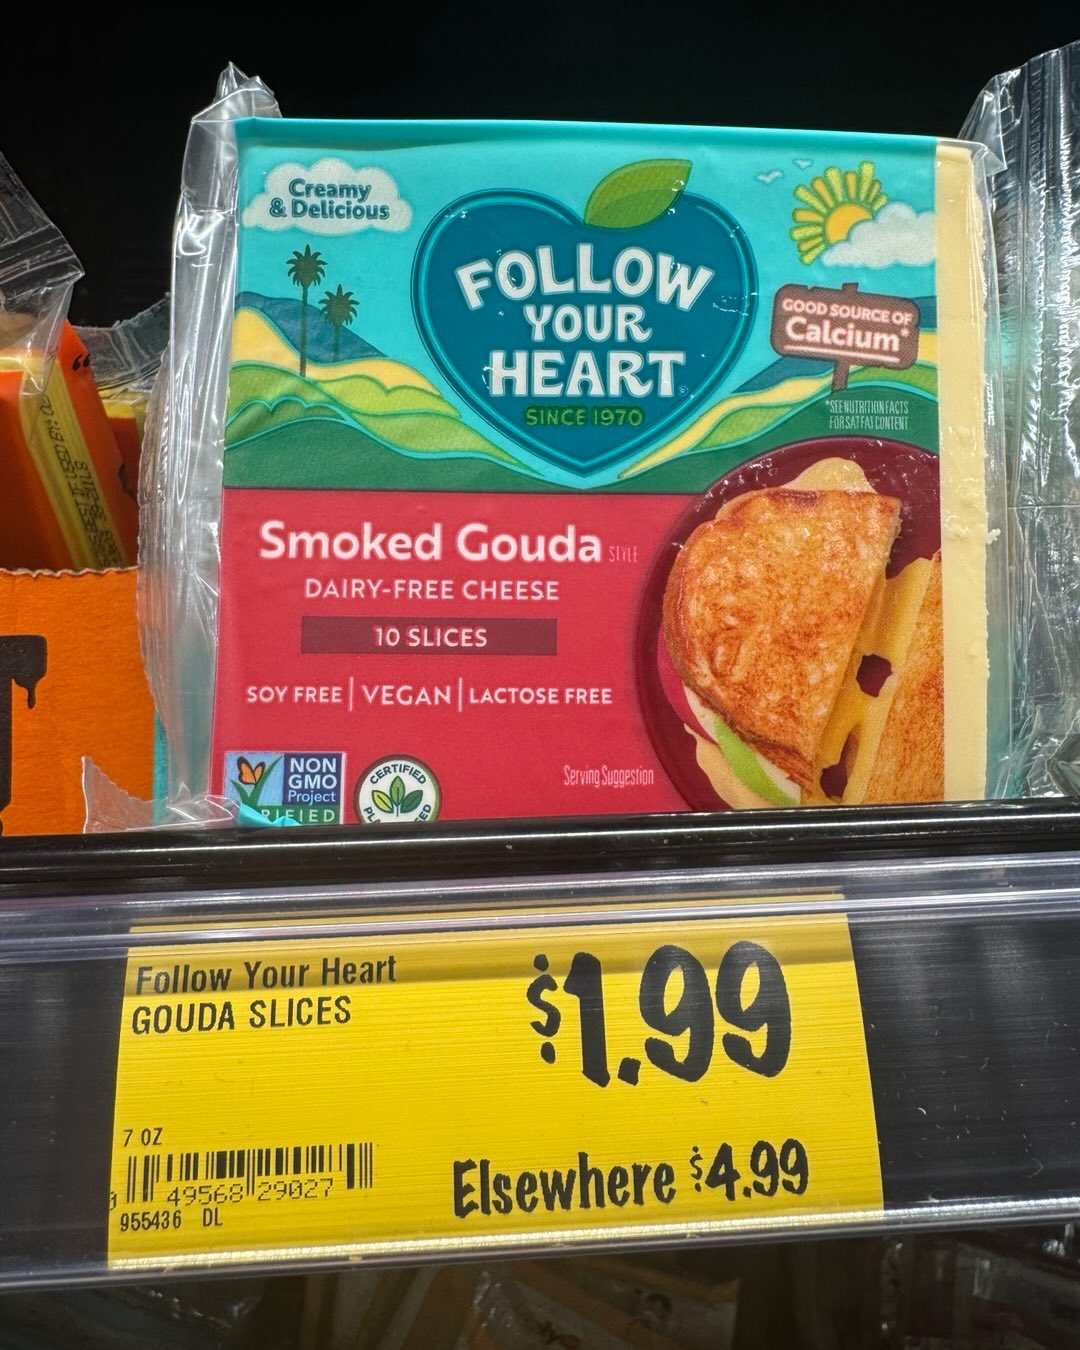 Creamy
& Delicious
FOLLOW
YOUR
HEART
SINCE 1970
GOOD SOURCE OF
Calcium*
*SEE NUTRITION FACTS
FOR SAT FAT CONTENT
Smoked Gouda STYLE
DAIRY-FREE CHEESE
10 SLICES
SOY FREE | VEGAN | LACTOSE FREE
NON
GMO
Project
CERTIFIED
Serving Suggestion
Follow Your Heart
GOUDA SLICES
$1.99
7 OZ
49568 29027
955436 DL
Elsewhere $4.99